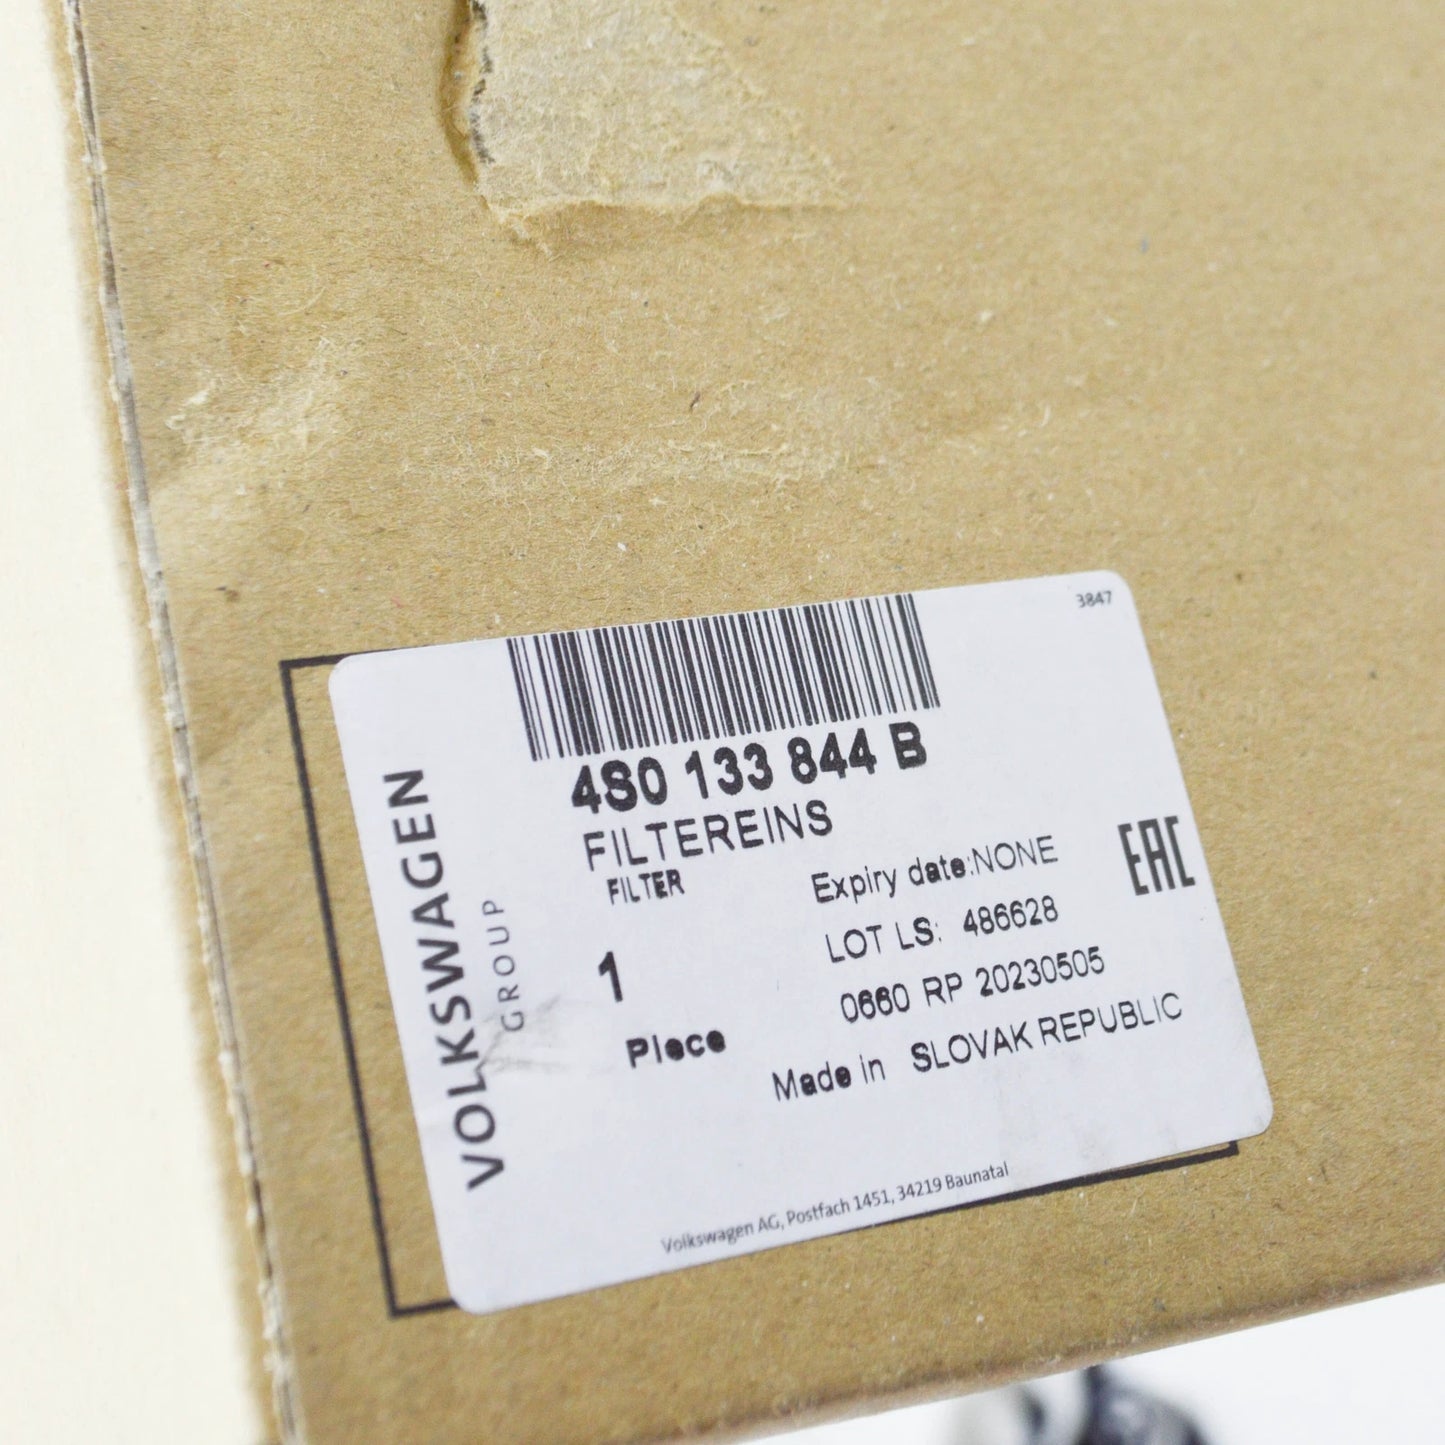 3847
4S0 133 844 B
FILTEREINS
FILTER
1
Piece
Expiry date:NONE
LOT LS: 486628
0660 RP 20230505
Made in SLOVAK REPUBLIC
EAC
VOLKSWAGEN
GROUP
Volkswagen AG, Postfach 1451, 34219 Baunatal